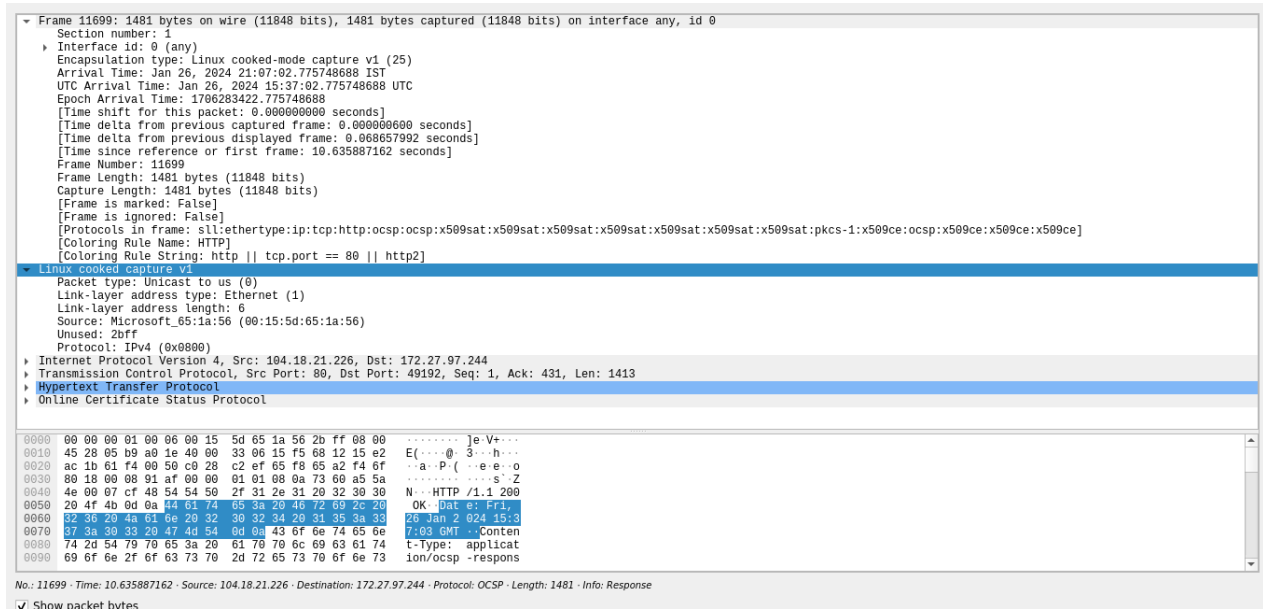 Frame 11699: 1481 bytes on wire (11848 bits), 1481 bytes captured (11848 bits) on interface any, id 0
Section number: 1
Interface id: 0 (any)
Encapsulation type: Linux cooked-mode capture v1 (25)
Arrival Time: Jan 26, 2024 21:07:02.775748688 IST
UTC Arrival Time: Jan 26, 2024 15:37:02.775748688 UTC
Epoch Arrival Time: 1706283422.775748688
[Time shift for this packet: 0.000000000 seconds]
[Time delta from previous captured frame: 0.000000600 seconds]
[Time delta from previous displayed frame: 0.068657992 seconds]
[Time since reference or first frame: 10.635887162 seconds]
Frame Number: 11699
Frame Length: 1481 bytes (11848 bits)
Capture Length: 1481 bytes (11848 bits)
[Frame is marked: False]
[Frame is ignored: False]
[Protocols in frame: sll:ethertype:ip:tcp:http:ocsp:ocsp:x509sat:x509sat:x509sat:x509sat:x509sat:x509sat:x509sat:x509sat:pkcs-1:x509ce:ocsp:x509ce:x509ce:x509ce]
[Coloring Rule Name: HTTP]
[Coloring Rule String: http || tcp.port == 80 || http2]
Linux cooked capture v1
Packet type: Unicast to us (0)
Link-layer address type: Ethernet (1)
Link-layer address length: 6
Source: Microsoft_65:1a:56 (00:15:5d:65:1a:56)
Unused: 2bff
Protocol: IPv4 (0x0800)
Internet Protocol Version 4, Src: 104.18.21.226, Dst: 172.27.97.244
Transmission Control Protocol, Src Port: 80, Dst Port: 49192, Seq: 1, Ack: 431, Len: 1413
Hypertext Transfer Protocol
Online Certificate Status Protocol
0000 00 00 00 01 00 06 00 15 5d 65 1a 56 2b ff 08 00 ········ ]e·V+···
0010 45 28 05 b9 a0 1e 40 00 33 06 15 f5 68 12 15 e2 E(····@· 3···h···
0020 ac 1b 61 f4 00 50 c0 28 c2 ef 65 f8 65 a2 f4 6f ··a··P·( ··e·e··o
0030 80 18 00 08 91 af 00 00 01 01 08 0a 73 60 a5 5a ········ ····s`·Z
0040 4e 00 07 cf 48 54 54 50 2f 31 2e 31 20 32 30 30 N···HTTP /1.1 200
0050 20 4f 4b 0d 0a 44 61 74 65 3a 20 46 72 69 2c 20 OK··Dat e: Fri,
0060 32 36 20 4a 61 6e 20 32 30 32 34 20 31 35 3a 33 26 Jan 2 024 15:3
0070 37 3a 30 33 20 47 4d 54 0d 0a 43 6f 6e 74 65 6e 7:03 GMT ··Conten
0080 74 2d 54 79 70 65 3a 20 61 70 70 6c 69 63 61 74 t-Type: applicat
0090 69 6f 6e 2f 6f 63 73 70 2d 72 65 73 70 6f 6e 73 ion/ocsp -respons
No.: 11699 · Time: 10.635887162 · Source: 104.18.21.226 · Destination: 172.27.97.244 · Protocol: OCSP · Length: 1481 · Info: Response
Show packet bytes